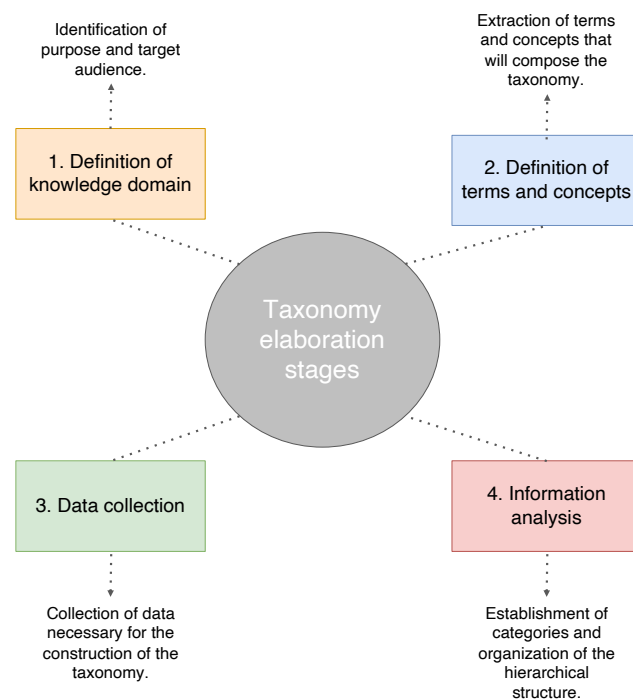 Identification of
purpose and target
audience.
1. Definition of
knowledge domain
Extraction of terms
and concepts that
will compose the
taxonomy.
2. Definition of
terms and concepts
Taxonomy
elaboration
stages
3. Data collection
Collection of data
necessary for the
construction of the
taxonomy.
4. Information
analysis
Establishment of
categories and
organization of the
hierarchical
structure.